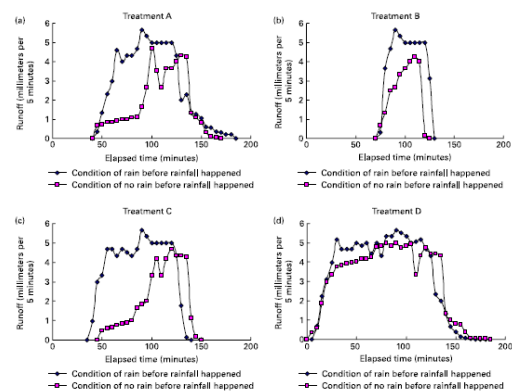 (a)
Treatment A
Runoff (millimeters per
5 minutes)
6
5
4
3
2
1
0
0
50
100
150
200
Elapsed time (minutes)
Condition of rain before rainfall happened
Condition of no rain before rainfall happened
(b)
Treatment B
Runoff (millimeters per
5 minutes)
6
5
4
3
2
1
0
0
50
100
150
200
Elapsed time (minutes)
Condition of rain before rainfall happened
Condition of no rain before rainfall happened
(c)
Treatment C
Runoff (millimeters per
5 minutes)
6
5
4
3
2
1
0
0
50
100
150
200
Elapsed time (minutes)
Condition of rain before rainfall happened
Condition of no rain before rainfall happened
(d)
Treatment D
Runoff (millimeters per
5 minutes)
6
5
4
3
2
1
0
0
50
100
150
200
Elapsed time (minutes)
Condition of rain before rainfall happened
Condition of no rain before rainfall happened